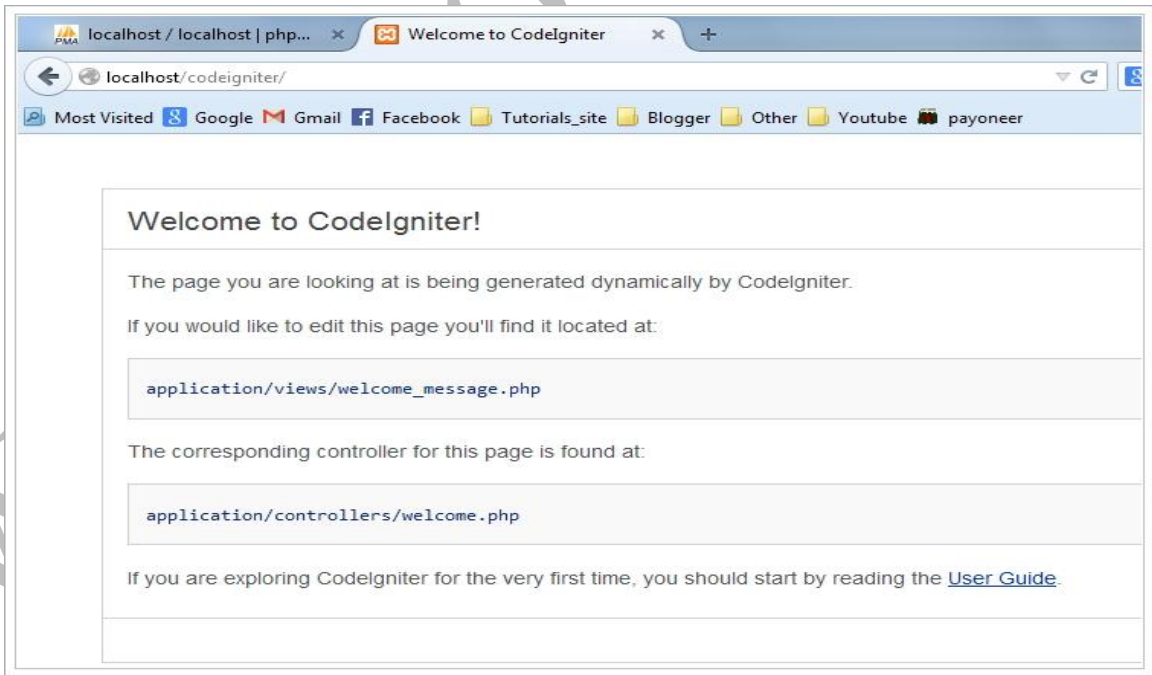 PMA localhost / localhost | php... × Welcome to CodeIgniter × +
localhost/codeigniter/
Most Visited Google Gmail Facebook Tutorials_site Blogger Other Youtube payoneer
Welcome to CodeIgniter!
The page you are looking at is being generated dynamically by CodeIgniter.
If you would like to edit this page you'll find it located at:
application/views/welcome_message.php
The corresponding controller for this page is found at:
application/controllers/welcome.php
If you are exploring CodeIgniter for the very first time, you should start by reading the User Guide.